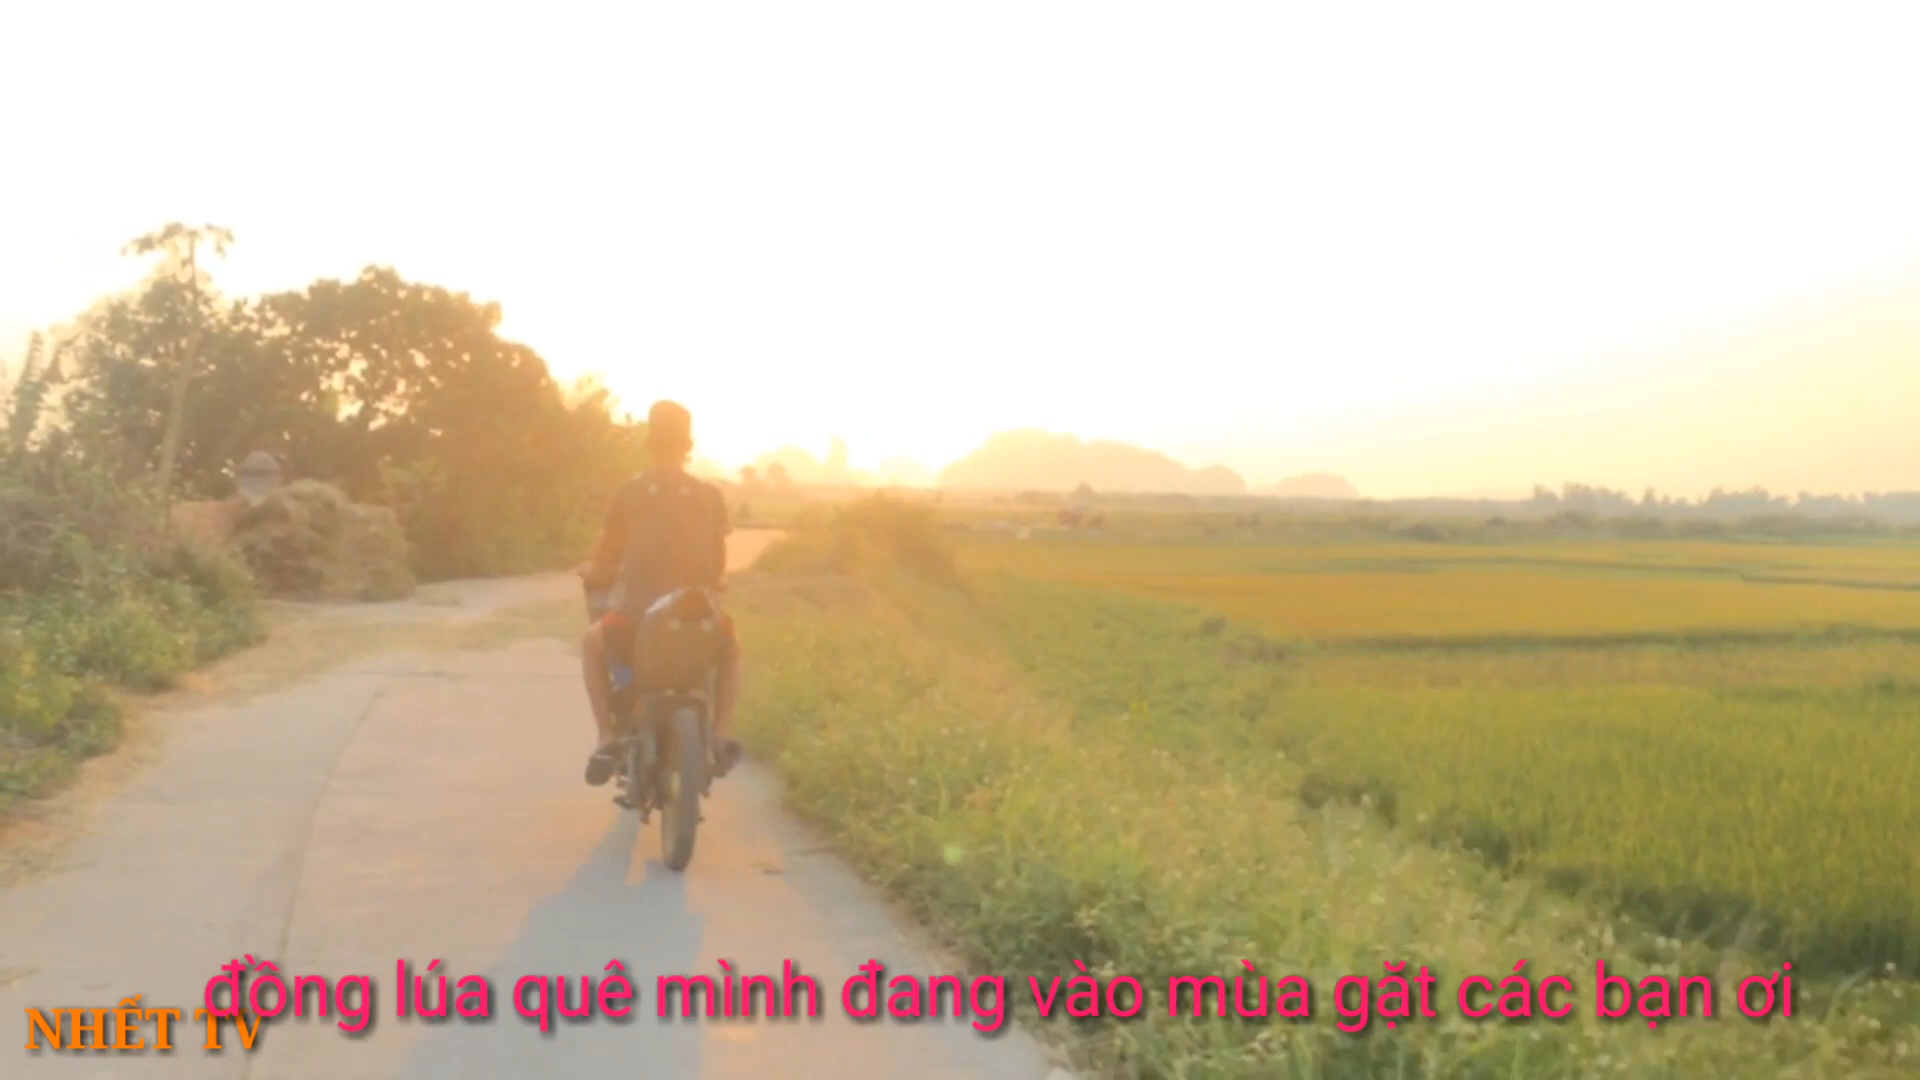 đồng lúa quê mình đang vào mùa gặt các bạn ơi
NHẾT TV